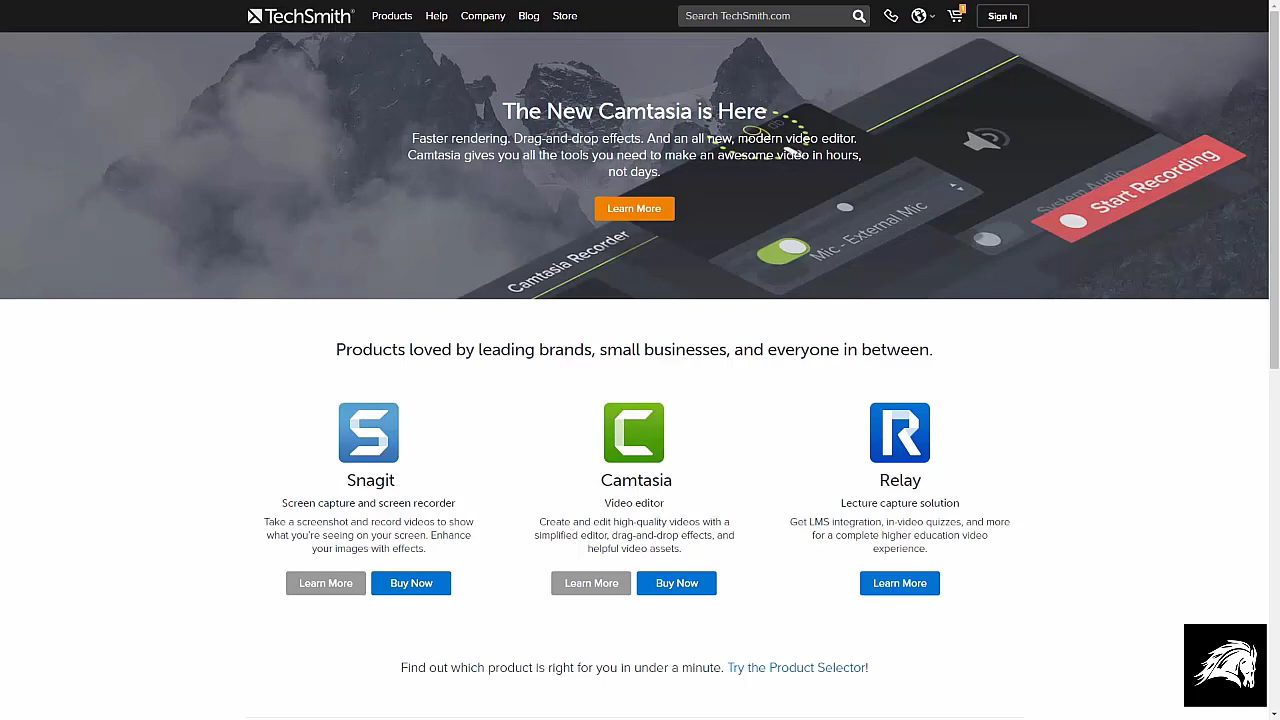 TechSmith®
Products
Help
Company
Blog
Store
Search TechSmith.com
1
Sign In
The New Camtasia is Here
Faster rendering. Drag-and-drop effects. And an all new, modern video editor.
Camtasia gives you all the tools you need to make an awesome video in hours,
not days.
Learn More
Camtasia Recorder
Mic - External Mic
System Audio
Start Recording
Products loved by leading brands, small businesses, and everyone in between.
Snagit
Screen capture and screen recorder
Take a screenshot and record videos to show
what you're seeing on your screen. Enhance
your images with effects.
Learn More
Buy Now
Camtasia
Video editor
Create and edit high-quality videos with a
simplified editor, drag-and-drop effects, and
helpful video assets.
Learn More
Buy Now
Relay
Lecture capture solution
Get LMS integration, in-video quizzes, and more
for a complete higher education video
experience.
Learn More
Find out which product is right for you in under a minute. Try the Product Selector!